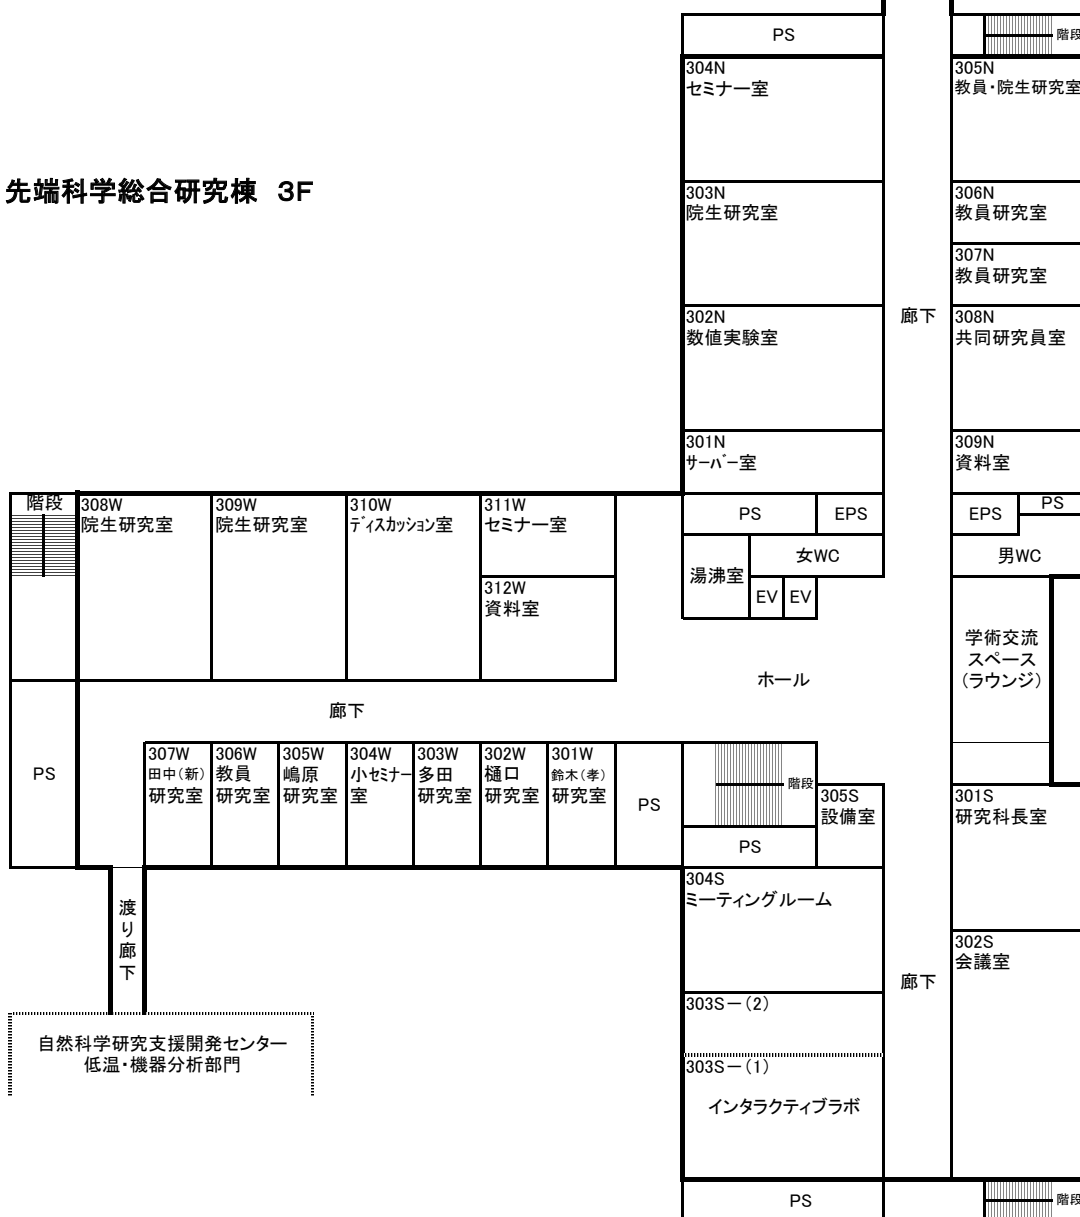 PS
階段
304N
セミナー室
305N
教員・院生研究室
先端科学総合研究棟 3F
303N
院生研究室
306N
教員研究室
307N
教員研究室
302N
数値実験室
廊下
308N
共同研究員室
301N
サーバー室
309N
資料室
階段
308W
院生研究室
309W
院生研究室
310W
ディスカッション室
311W
セミナー室
PS
EPS
EPS
PS
湯沸室
女WC
男WC
312W
資料室
EV
EV
学術交流
スペース
(ラウンジ)
ホール
廊下
PS
307W
田中(新)
研究室
306W
教員
研究室
305W
嶋原
研究室
304W
小セミナー
室
303W
多田
研究室
302W
樋口
研究室
301W
鈴木(孝)
研究室
PS
階段
305S
設備室
301S
研究科長室
PS
304S
ミーティングルーム
渡り廊下
302S
会議室
廊下
303S-(2)
自然科学研究支援開発センター
低温・機器分析部門
303S-(1)
インタラクティブラボ
PS
階段